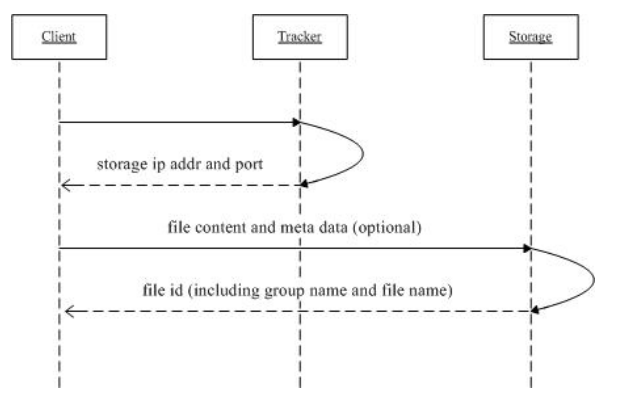 Client
Tracker
Storage
storage ip addr and port
file content and meta data (optional)
file id (including group name and file name)